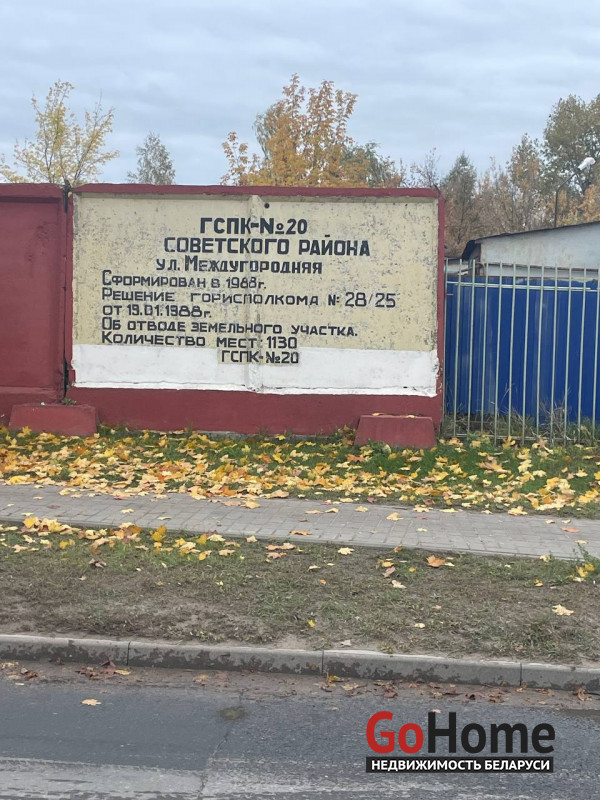 ГСПК-№20
СОВЕТСКОГО РАЙОНА
УЛ. МЕЖДУГОРОДНЯЯ
СФОРМИРОВАН В 1988 г.
РЕШЕНИЕ ГОРИСПОЛКОМА №: 28/25
ОТ 19.01.1988г.
ОБ ОТВОДЕ ЗЕМЕЛЬНОГО УЧАСТКА.
КОЛИЧЕСТВО МЕСТ: 1130
ГСПК-№20
GoHome
НЕДВИЖИМОСТЬ БЕЛАРУСИ